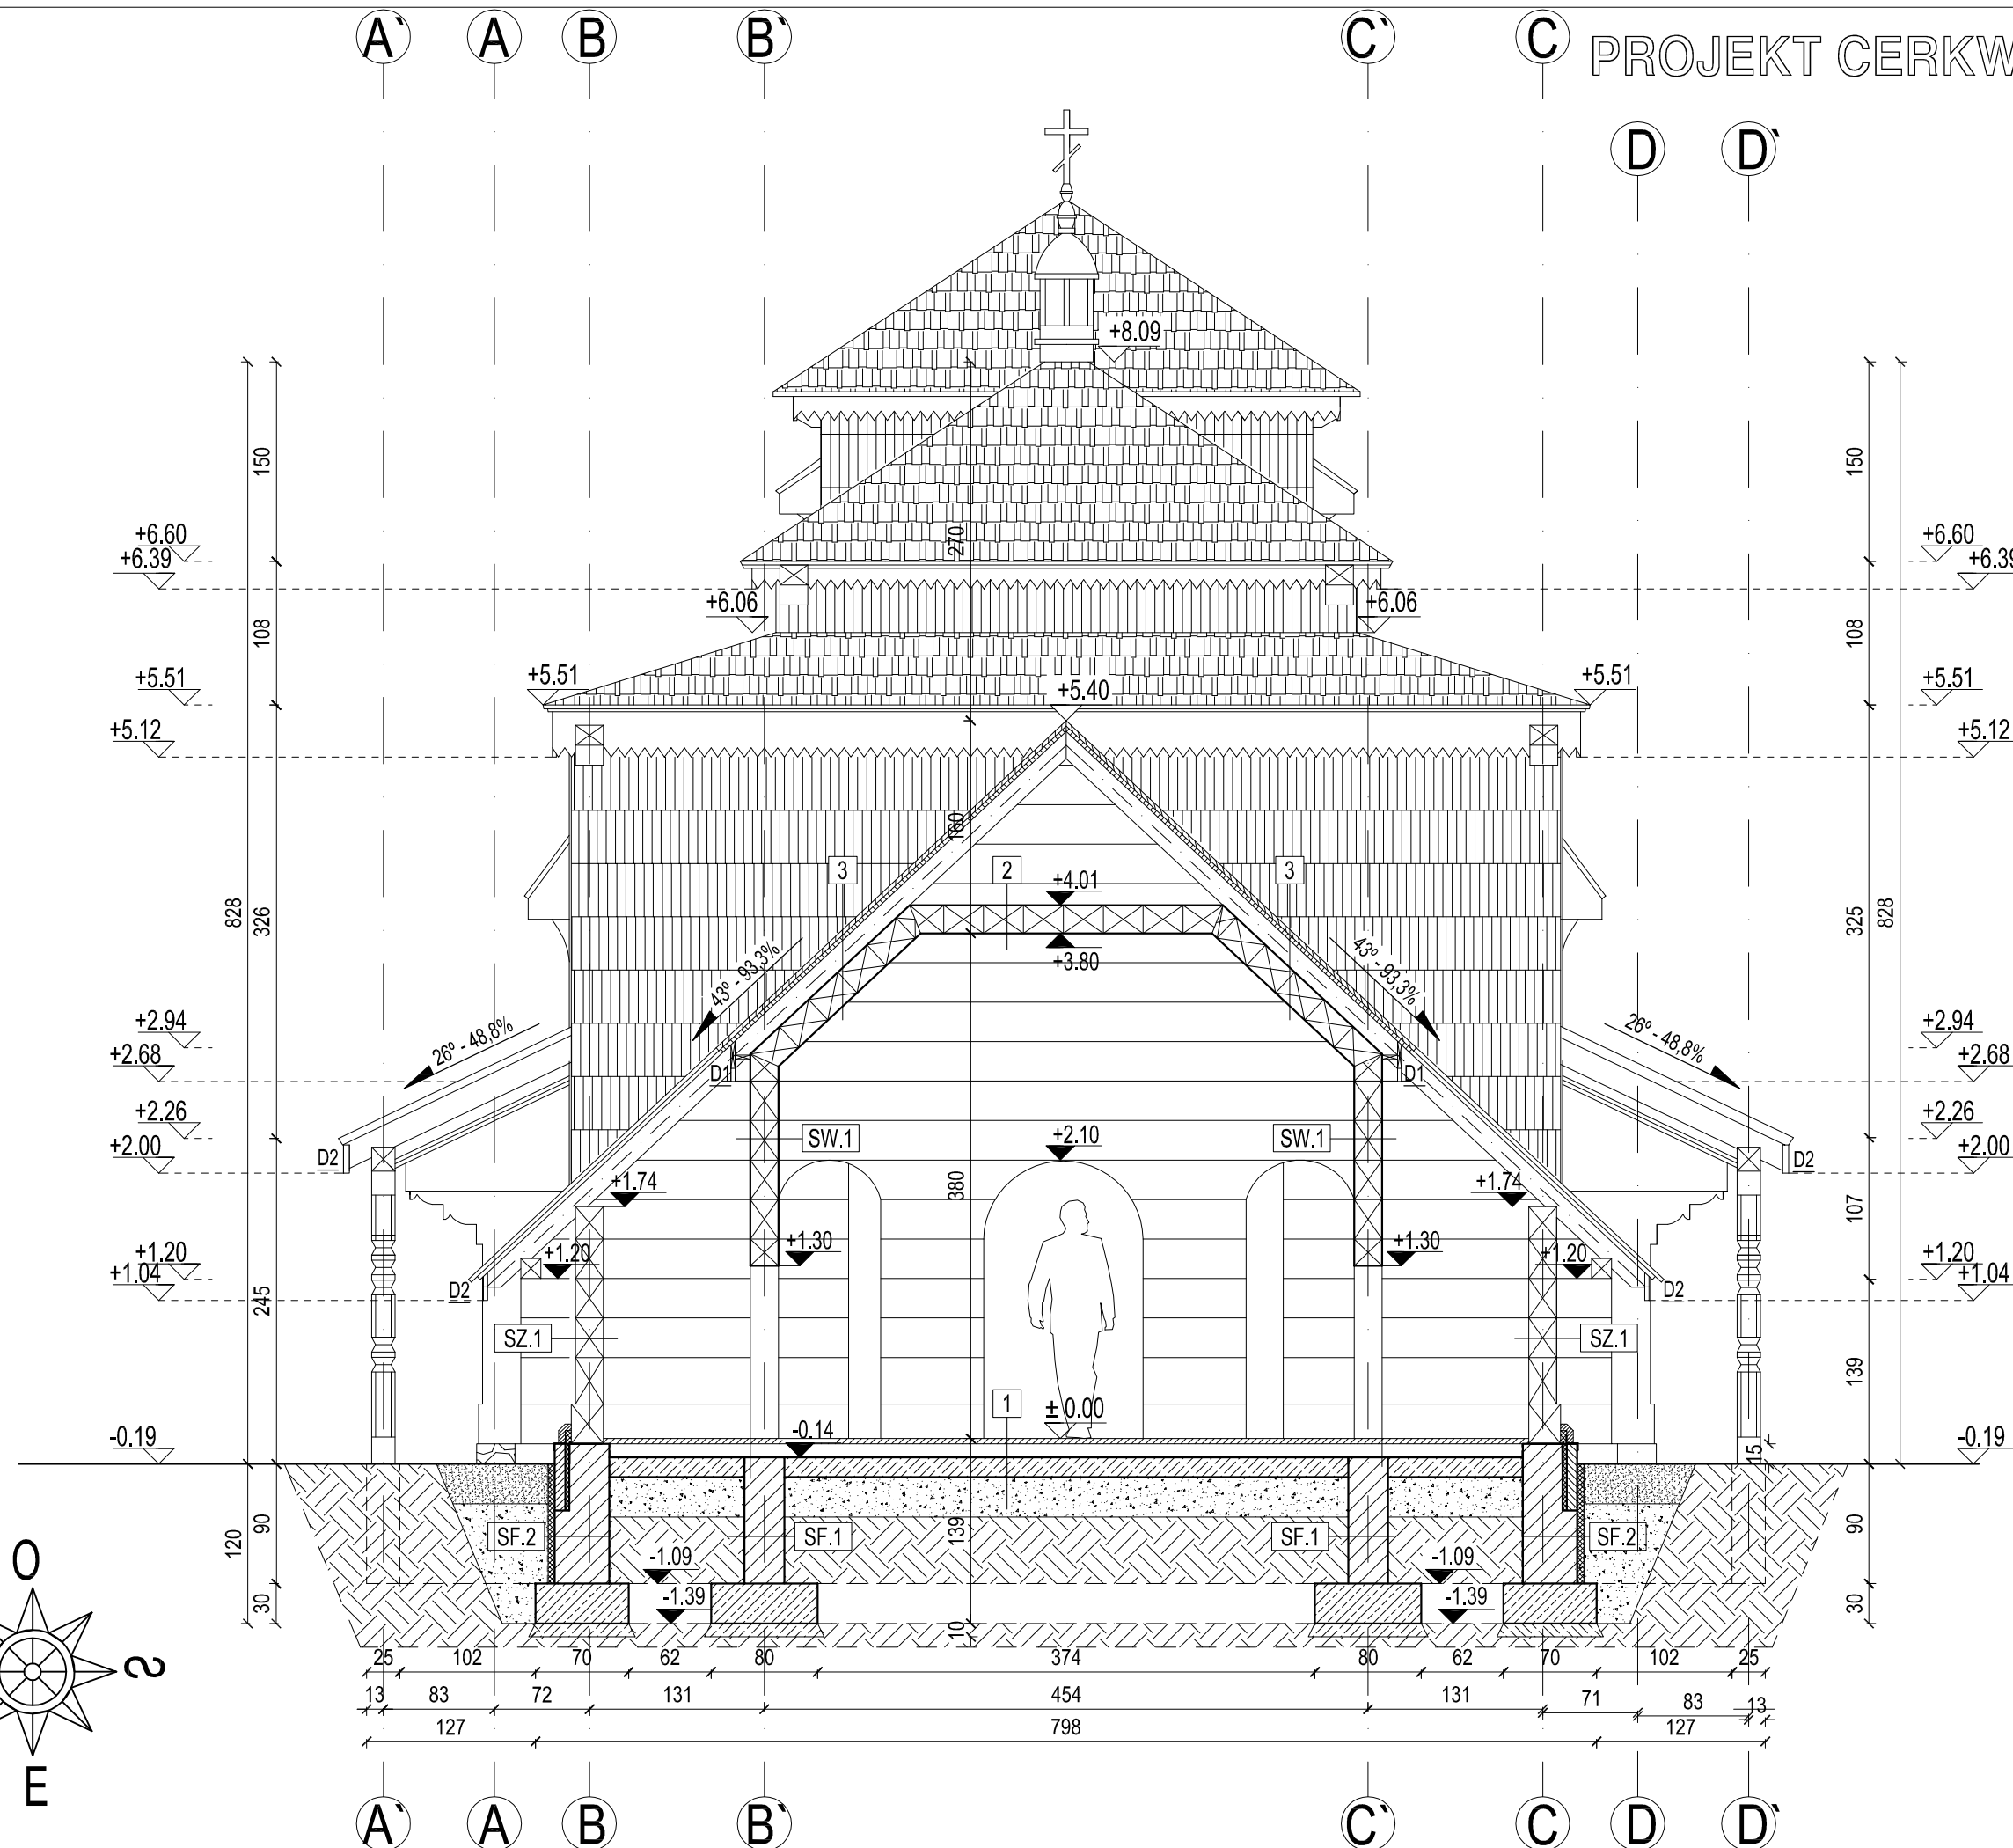 A` A B B` C` C
PROJEKT CERKW
D D`
+8.09
150 270 150
+6.60 +6.60
+6.39 +6.39
+6.06 +6.06
108 108
+5.51 +5.51 +5.51 +5.51
+5.40
+5.12 +5.12
160
3 2 3
+4.01
828 326 325 828
+3.80
43º - 93,3% 43º - 93,3%
+2.94 26º - 48,8% 26º - 48,8% +2.94
+2.68 D1 D1 +2.68
+2.26 SW.1 +2.10 SW.1 +2.26
+2.00 D2 D2 +2.00
+1.74 380 +1.74 107
+1.20 +1.20 +1.30 +1.30 +1.20 +1.20
+1.04 245 D2 D2 +1.04
SZ.1 SZ.1
139
1 ± 0.00
-0.19 -0.14 15 -0.19
120 90 SF.2 SF.1 139 SF.1 SF.2 90
-1.09 -1.09
30 -1.39 -1.39 30
10
25 102 70 62 80 374 80 62 70 102 25
13 83 72 131 454 131 71 83 13
127 798 127
O
S
E
A` A B B` C` C D D`